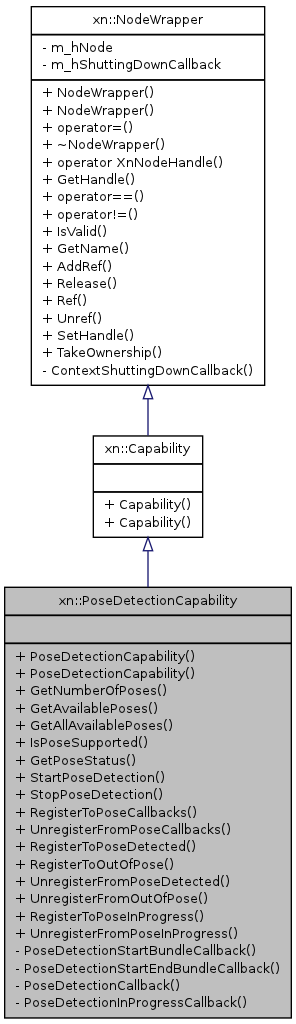 xn::NodeWrapper
- m_hNode
- m_hShuttingDownCallback
+ NodeWrapper()
+ NodeWrapper()
+ operator=()
+ ~NodeWrapper()
+ operator XnNodeHandle()
+ GetHandle()
+ operator==()
+ operator!=()
+ IsValid()
+ GetName()
+ AddRef()
+ Release()
+ Ref()
+ Unref()
+ SetHandle()
+ TakeOwnership()
- ContextShuttingDownCallback()
xn::Capability
+ Capability()
+ Capability()
xn::PoseDetectionCapability
+ PoseDetectionCapability()
+ PoseDetectionCapability()
+ GetNumberOfPoses()
+ GetAvailablePoses()
+ GetAllAvailablePoses()
+ IsPoseSupported()
+ GetPoseStatus()
+ StartPoseDetection()
+ StopPoseDetection()
+ RegisterToPoseCallbacks()
+ UnregisterFromPoseCallbacks()
+ RegisterToPoseDetected()
+ RegisterToOutOfPose()
+ UnregisterFromPoseDetected()
+ UnregisterFromOutOfPose()
+ RegisterToPoseInProgress()
+ UnregisterFromPoseInProgress()
- PoseDetectionStartBundleCallback()
- PoseDetectionStartEndBundleCallback()
- PoseDetectionCallback()
- PoseDetectionInProgressCallback()